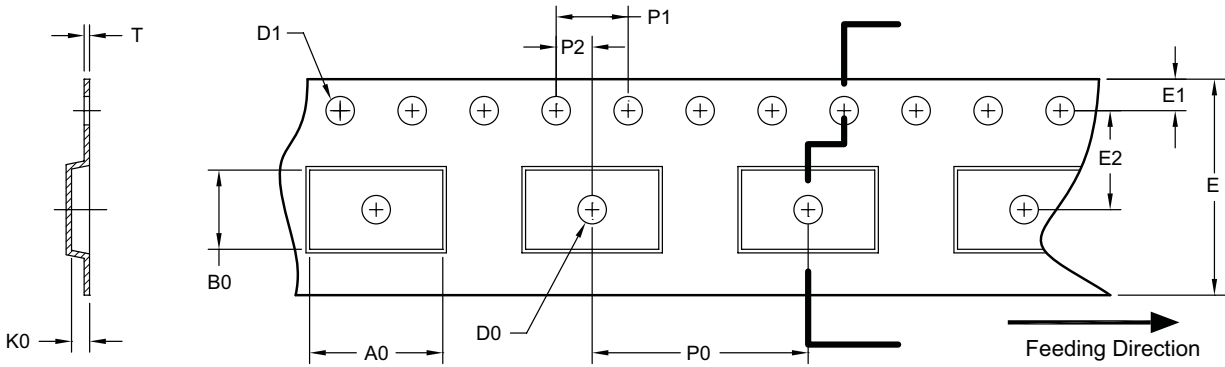 T
D1
P1
P2
E1
E2
E
B0
K0
A0
D0
P0
Feeding Direction